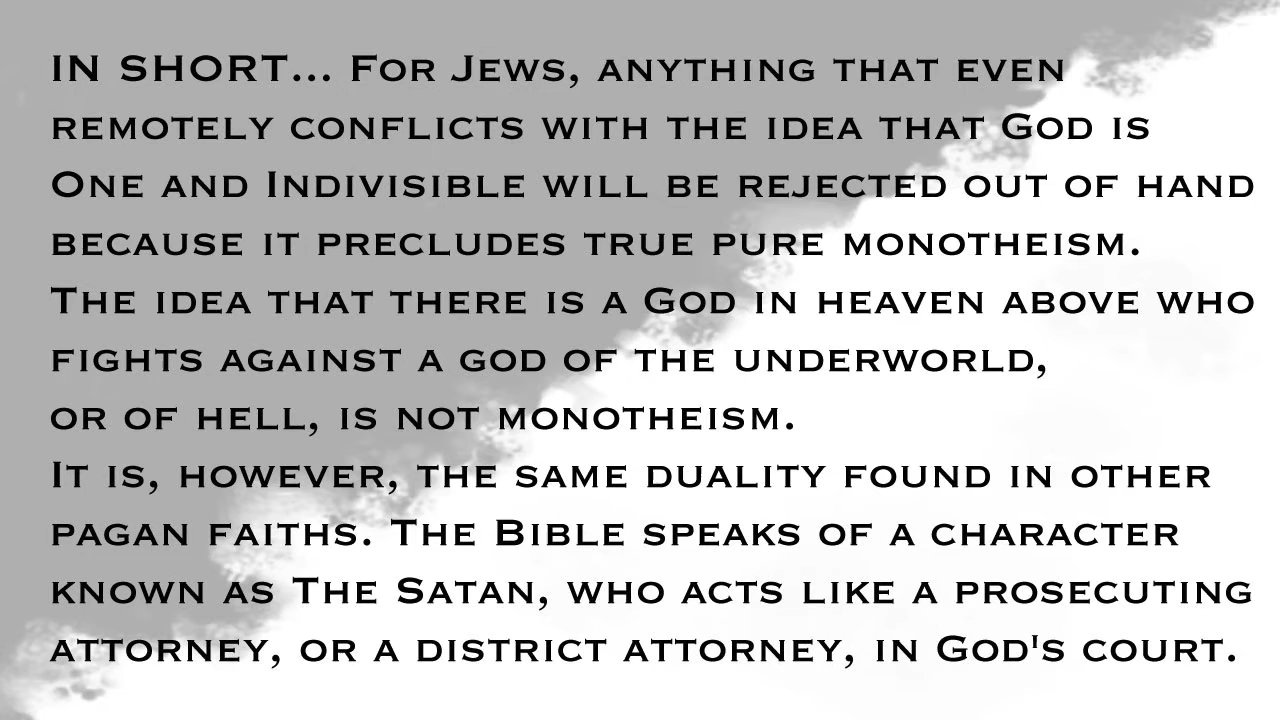 IN SHORT... FOR JEWS, ANYTHING THAT EVEN
REMOTELY CONFLICTS WITH THE IDEA THAT GOD IS
ONE AND INDIVISIBLE WILL BE REJECTED OUT OF HAND
BECAUSE IT PRECLUDES TRUE PURE MONOTHEISM.
THE IDEA THAT THERE IS A GOD IN HEAVEN ABOVE WHO
FIGHTS AGAINST A GOD OF THE UNDERWORLD,
OR OF HELL, IS NOT MONOTHEISM.
IT IS, HOWEVER, THE SAME DUALITY FOUND IN OTHER
PAGAN FAITHS. THE BIBLE SPEAKS OF A CHARACTER
KNOWN AS THE SATAN, WHO ACTS LIKE A PROSECUTING
ATTORNEY, OR A DISTRICT ATTORNEY, IN GOD'S COURT.